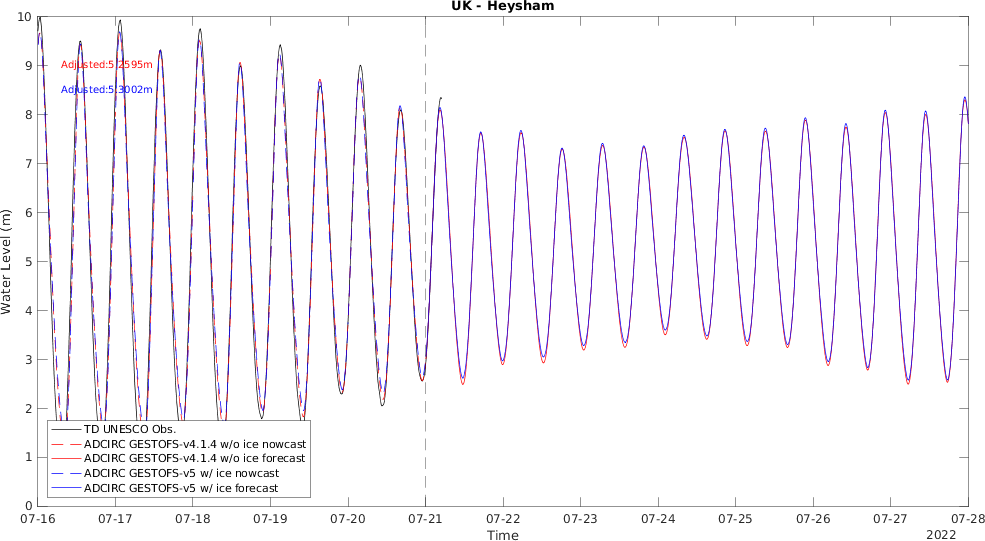 UK - Heysham
10
9
8
7
6
5
4
3
2
1
0
Water Level (m)
Adjusted:5.2595m
Adjusted:5.3002m
TD UNESCO Obs.
ADCIRC GESTOFS-v4.1.4 w/o ice nowcast
ADCIRC GESTOFS-v4.1.4 w/o ice forecast
ADCIRC GESTOFS-v5 w/ ice nowcast
ADCIRC GESTOFS-v5 w/ ice forecast
07-16 07-17 07-18 07-19 07-20 07-21 07-22 07-23 07-24 07-25 07-26 07-27 07-28
Time
2022